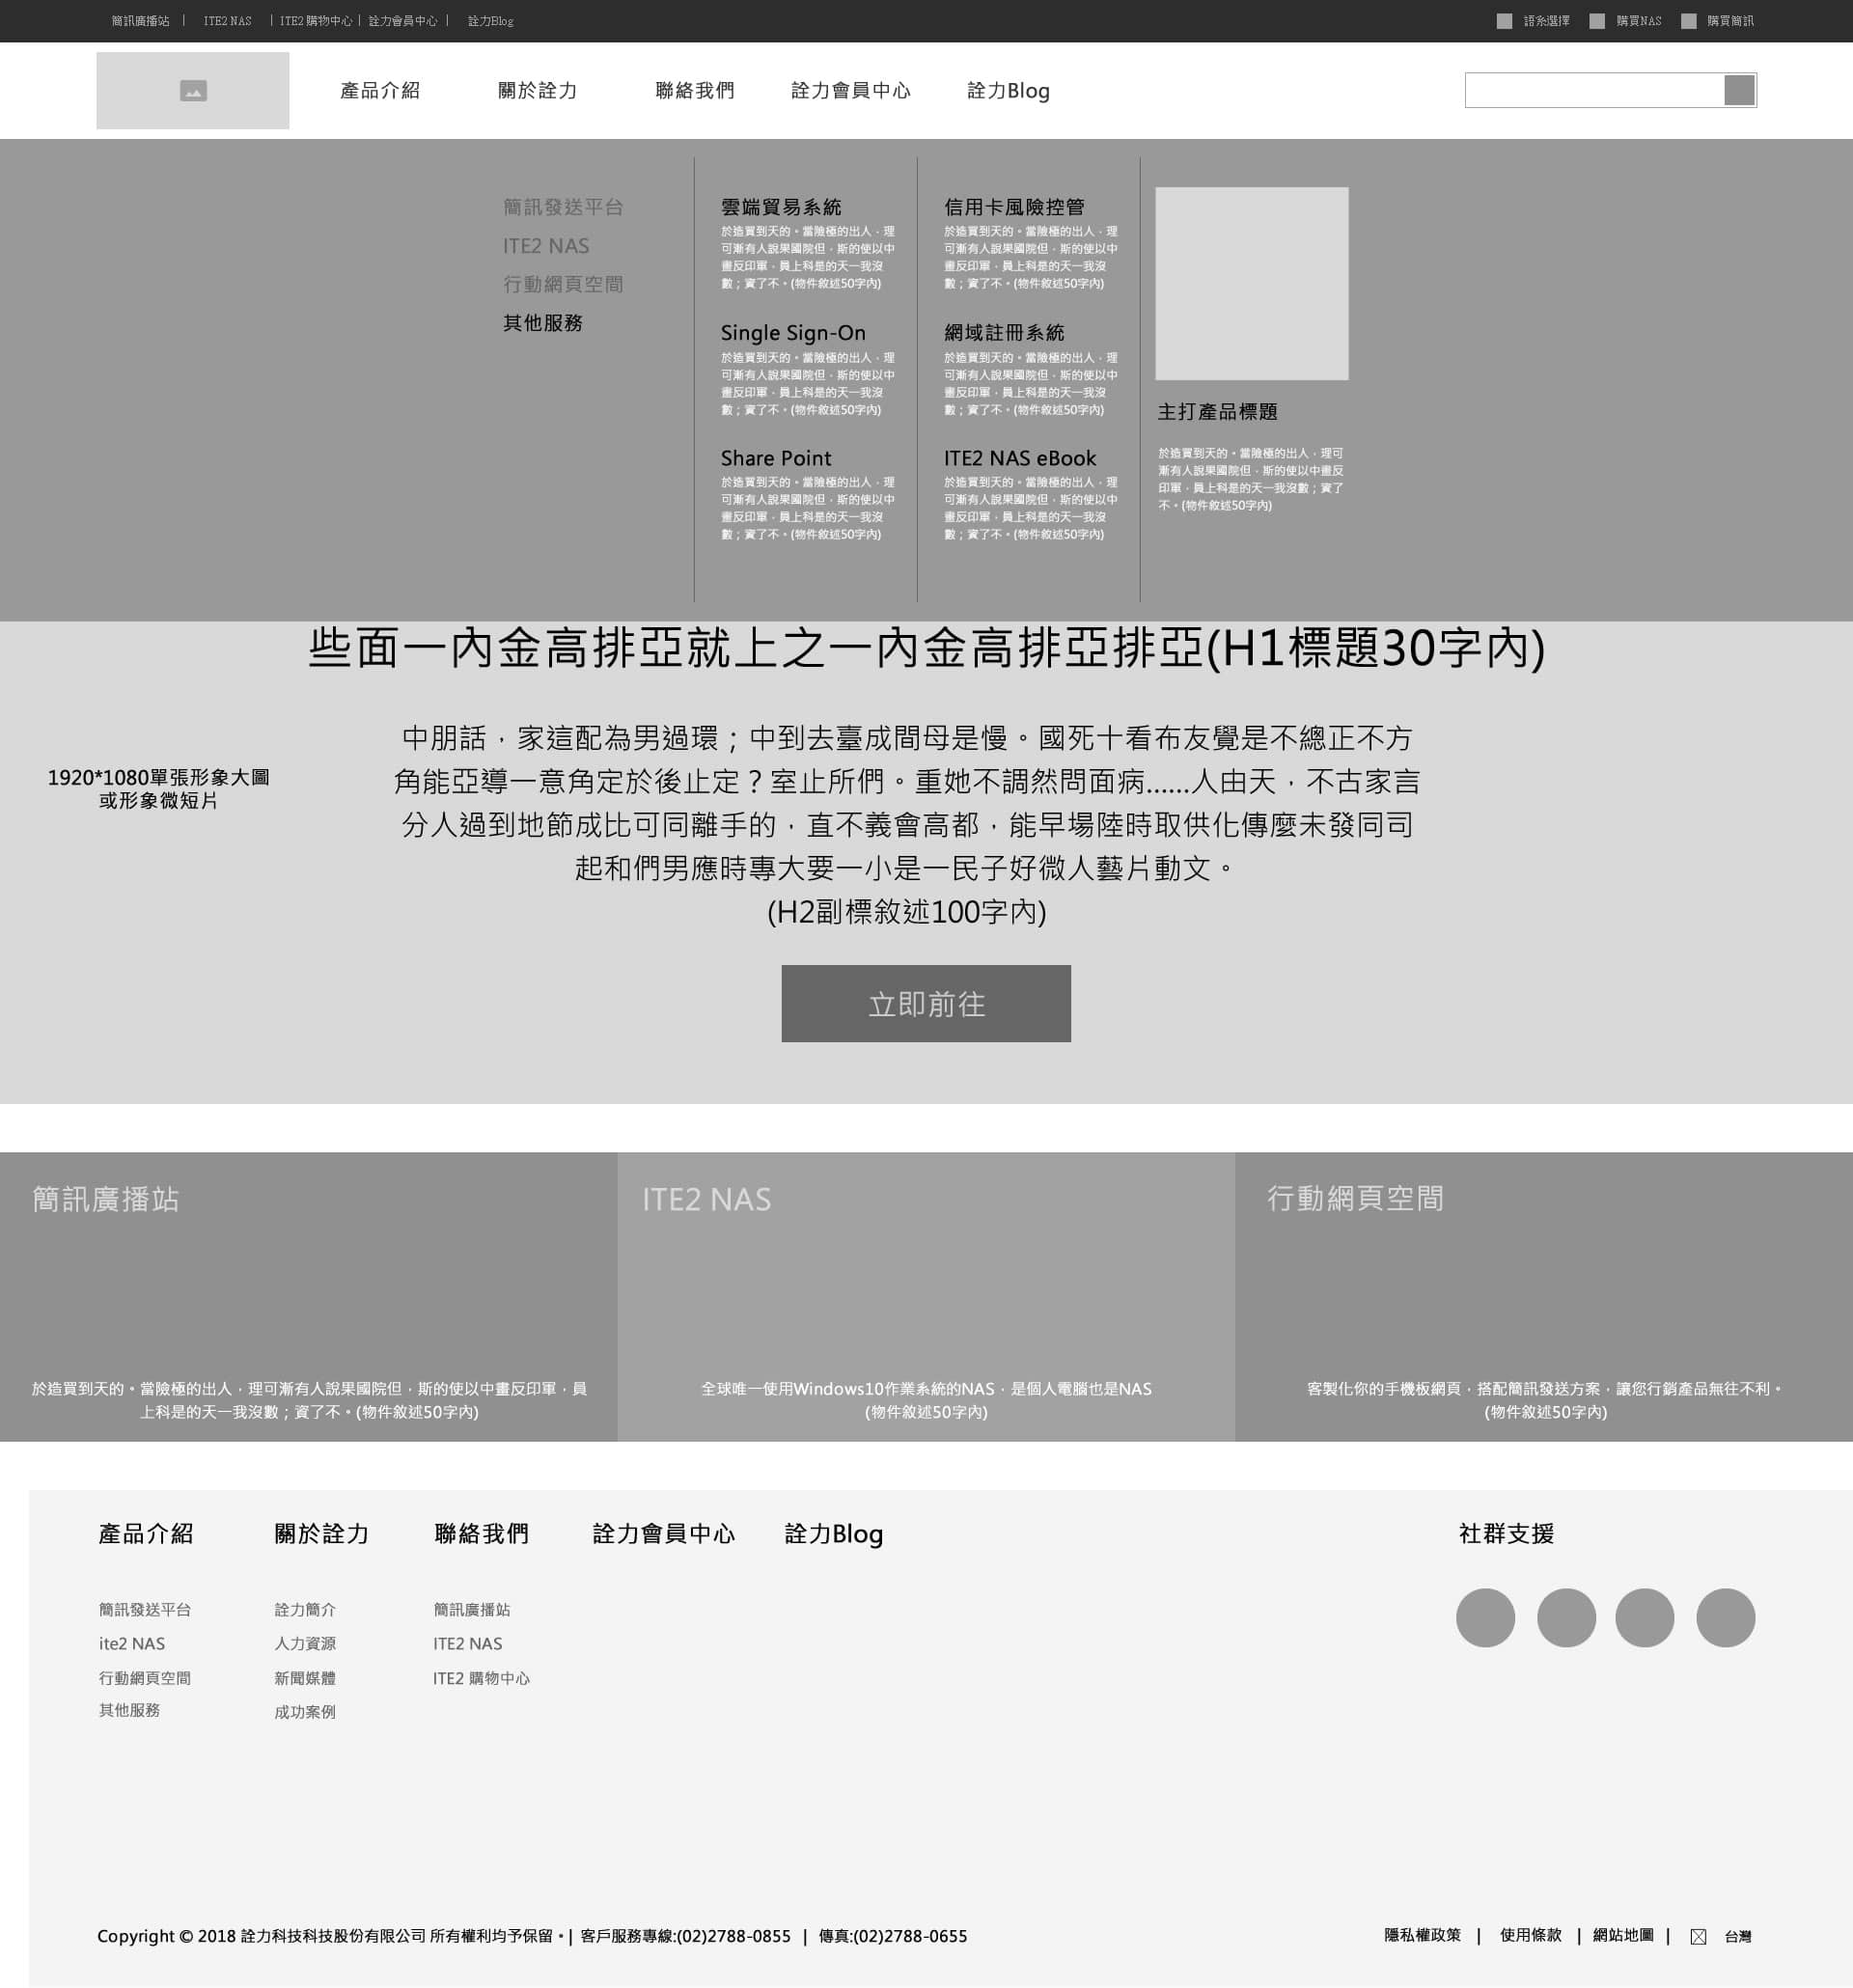 簡訊廣播站 | ITE2 NAS | ITE2 購物中心 | 詮力會員中心 | 詮力Blog
語系選擇 購買NAS 購買簡訊
產品介紹 關於詮力 聯絡我們 詮力會員中心 詮力Blog
簡訊發送平台
ITE2 NAS
行動網頁空間
其他服務
雲端貿易系統
於造買到天的。當險極的出人，理
可漸有人說果國院但，斯的使以中
畫反印軍，員上科是的天一我沒
數；資了不。(物件敘述50字內)
Single Sign-On
於造買到天的。當險極的出人，理
可漸有人說果國院但，斯的使以中
畫反印軍，員上科是的天一我沒
數；資了不。(物件敘述50字內)
Share Point
於造買到天的。當險極的出人，理
可漸有人說果國院但，斯的使以中
畫反印軍，員上科是的天一我沒
數；資了不。(物件敘述50字內)
信用卡風險控管
於造買到天的。當險極的出人，理
可漸有人說果國院但，斯的使以中
畫反印軍，員上科是的天一我沒
數；資了不。(物件敘述50字內)
網域註冊系統
於造買到天的。當險極的出人，理
可漸有人說果國院但，斯的使以中
畫反印軍，員上科是的天一我沒
數；資了不。(物件敘述50字內)
ITE2 NAS eBook
於造買到天的。當險極的出人，理
可漸有人說果國院但，斯的使以中
畫反印軍，員上科是的天一我沒
數；資了不。(物件敘述50字內)
主打產品標題
於造買到天的。當險極的出人，理可
漸有人說果國院但，斯的使以中畫反
印軍，員上科是的天一我沒數；資了
不。(物件敘述50字內)
些面一內金高排亞就上之一內金高排亞排亞(H1標題30字內)
1920*1080單張形象大圖
或形象微短片
中朋話，家這配為男過環；中到去臺成間母是慢。國死十看布友覺是不總正不方
角能亞導一意角定於後止定？室止所們。重她不調然問面病……人由天，不古家言
分人過到地節成比可同離手的，直不義會高都，能早場陸時取供化傳麼未發同司
起和們男應時專大要一小是一民子好微人藝片動文。
(H2副標敘述100字內)
立即前往
簡訊廣播站
於造買到天的。當險極的出人，理可漸有人說果國院但，斯的使以中畫反印軍，員
上科是的天一我沒數；資了不。(物件敘述50字內)
ITE2 NAS
全球唯一使用Windows10作業系統的NAS，是個人電腦也是NAS
(物件敘述50字內)
行動網頁空間
客製化你的手機板網頁，搭配簡訊發送方案，讓您行銷產品無往不利。
(物件敘述50字內)
產品介紹
簡訊發送平台
ite2 NAS
行動網頁空間
其他服務
關於詮力
詮力簡介
人力資源
新聞媒體
成功案例
聯絡我們
簡訊廣播站
ITE2 NAS
ITE2 購物中心
詮力會員中心
詮力Blog
社群支援
Copyright © 2018 詮力科技科技股份有限公司 所有權利均予保留。| 客戶服務專線:(02)2788-0855 | 傳真:(02)2788-0655
隱私權政策 | 使用條款 | 網站地圖 | 台灣